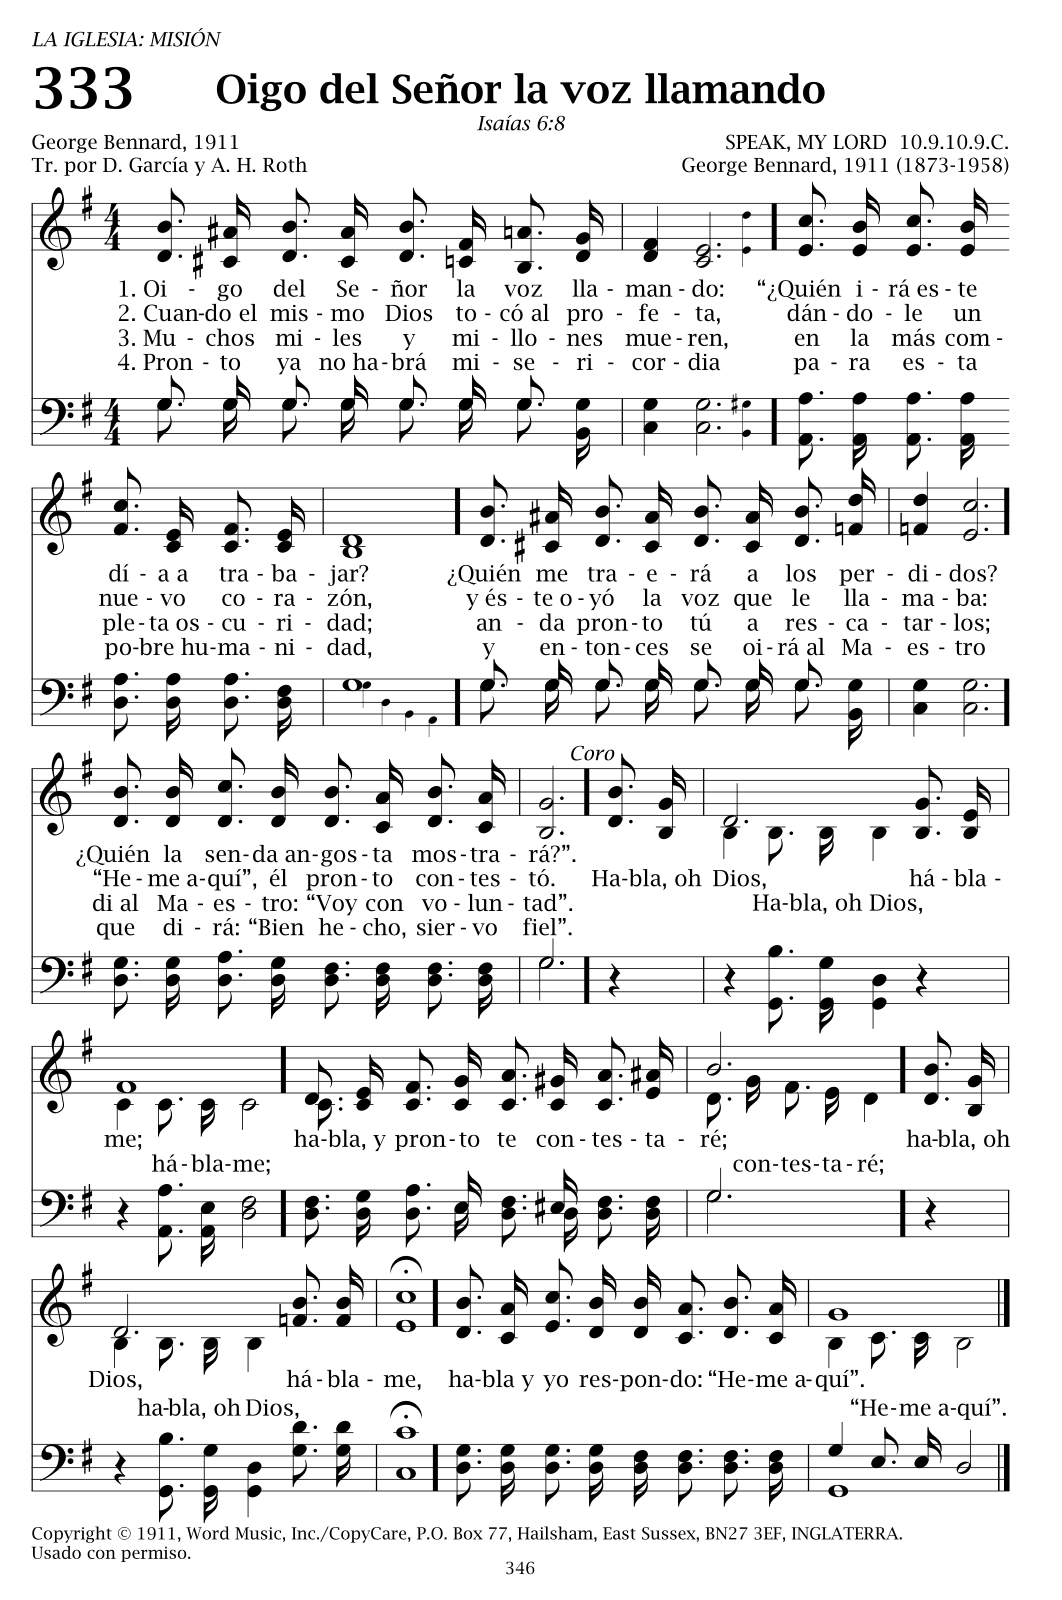 LA IGLESIA: MISIÓN
333 Oigo del Señor la voz llamando
Isaías 6:8
George Bennard, 1911 SPEAK, MY LORD 10.9.10.9.C.
Tr. por D. García y A. H. Roth George Bennard, 1911 (1873-1958)
1. Oi - go del Se - ñor la voz lla - man - do: “¿Quién i - rá es - te
2. Cuan-do el mis - mo Dios to - có al pro - fe - ta, dán - do - le un
3. Mu - chos mi - les y mi - llo - nes mue - ren, en la más com -
4. Pron - to ya no ha - brá mi - se - ri - cor - dia pa - ra es - ta
dí - a a tra - ba - jar? ¿Quién me tra - e - rá a los per - di - dos?
nue - vo co - ra - zón, y és - te o - yó la voz que le lla - ma - ba:
ple - ta os - cu - ri - dad; an - da pron - to tú a res - ca - tar - los;
po-bre hu-ma - ni - dad, y en - ton - ces se oi - rá al Ma - es - tro
Coro
¿Quién la sen-da an-gos - ta mos - tra - rá?”.
“He - me a-quí”, él pron - to con - tes - tó. Ha-bla, oh Dios, há - bla -
di al Ma - es - tro: “Voy con vo - lun - tad”. Ha-bla, oh Dios,
que di - rá: “Bien he - cho, sier - vo fiel”.
me; ha-bla, y pron - to te con - tes - ta - ré; ha-bla, oh
há - bla-me; con-tes-ta - ré;
Dios, há - bla - me, ha-bla y yo res-pon-do: “He-me a-quí”.
ha-bla, oh Dios, “He-me a-quí”.
Copyright © 1911, Word Music, Inc./CopyCare, P.O. Box 77, Hailsham, East Sussex, BN27 3EF, INGLATERRA.
Usado con permiso.
346